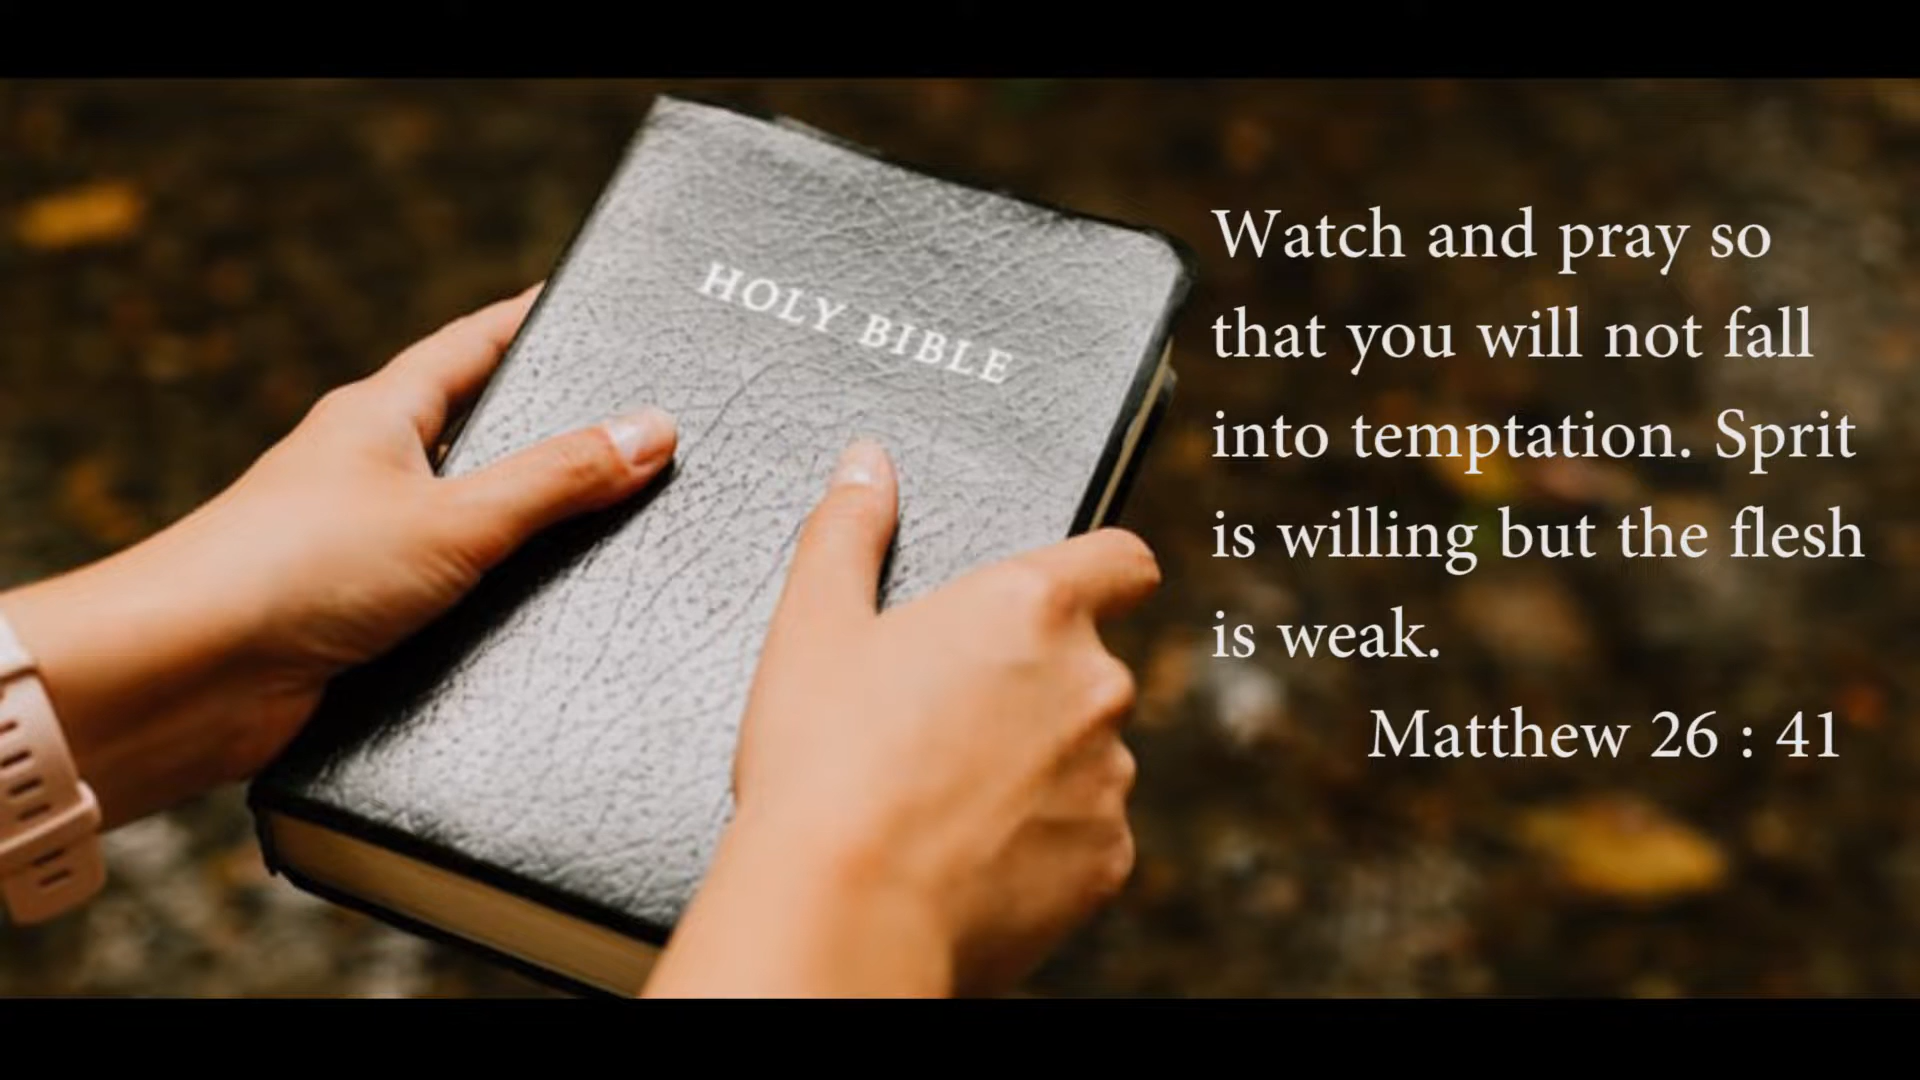 HOLY BIBLE
Watch and pray so
that you will not fall
into temptation. Sprit
is willing but the flesh
is weak.
Matthew 26 : 41